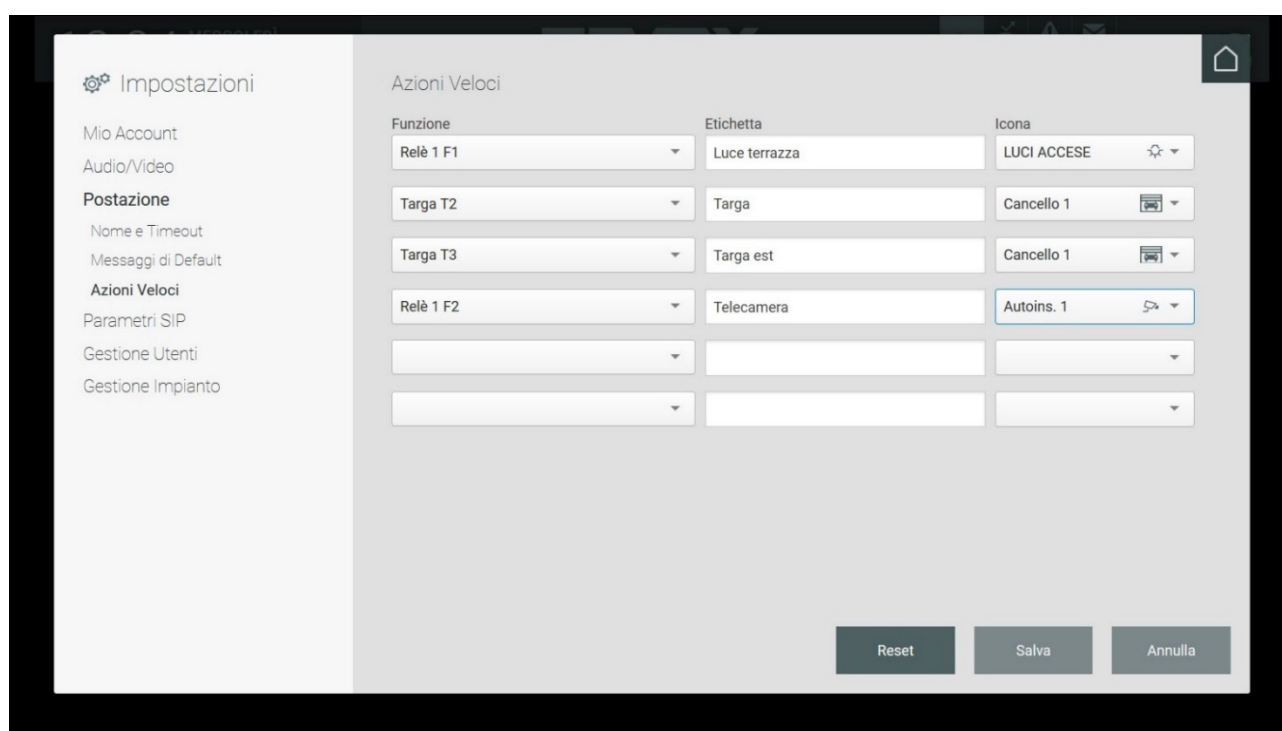 Impostazioni
Mio Account
Audio/Video
Postazione
Nome e Timeout
Messaggi di Default
Azioni Veloci
Parametri SIP
Gestione Utenti
Gestione Impianto
Azioni Veloci
Funzione Etichetta Icona
Relè 1 F1 Luce terrazza LUCI ACCESE
Targa T2 Targa Cancello 1
Targa T3 Targa est Cancello 1
Relè 1 F2 Telecamera Autoins. 1
Reset Salva Annulla